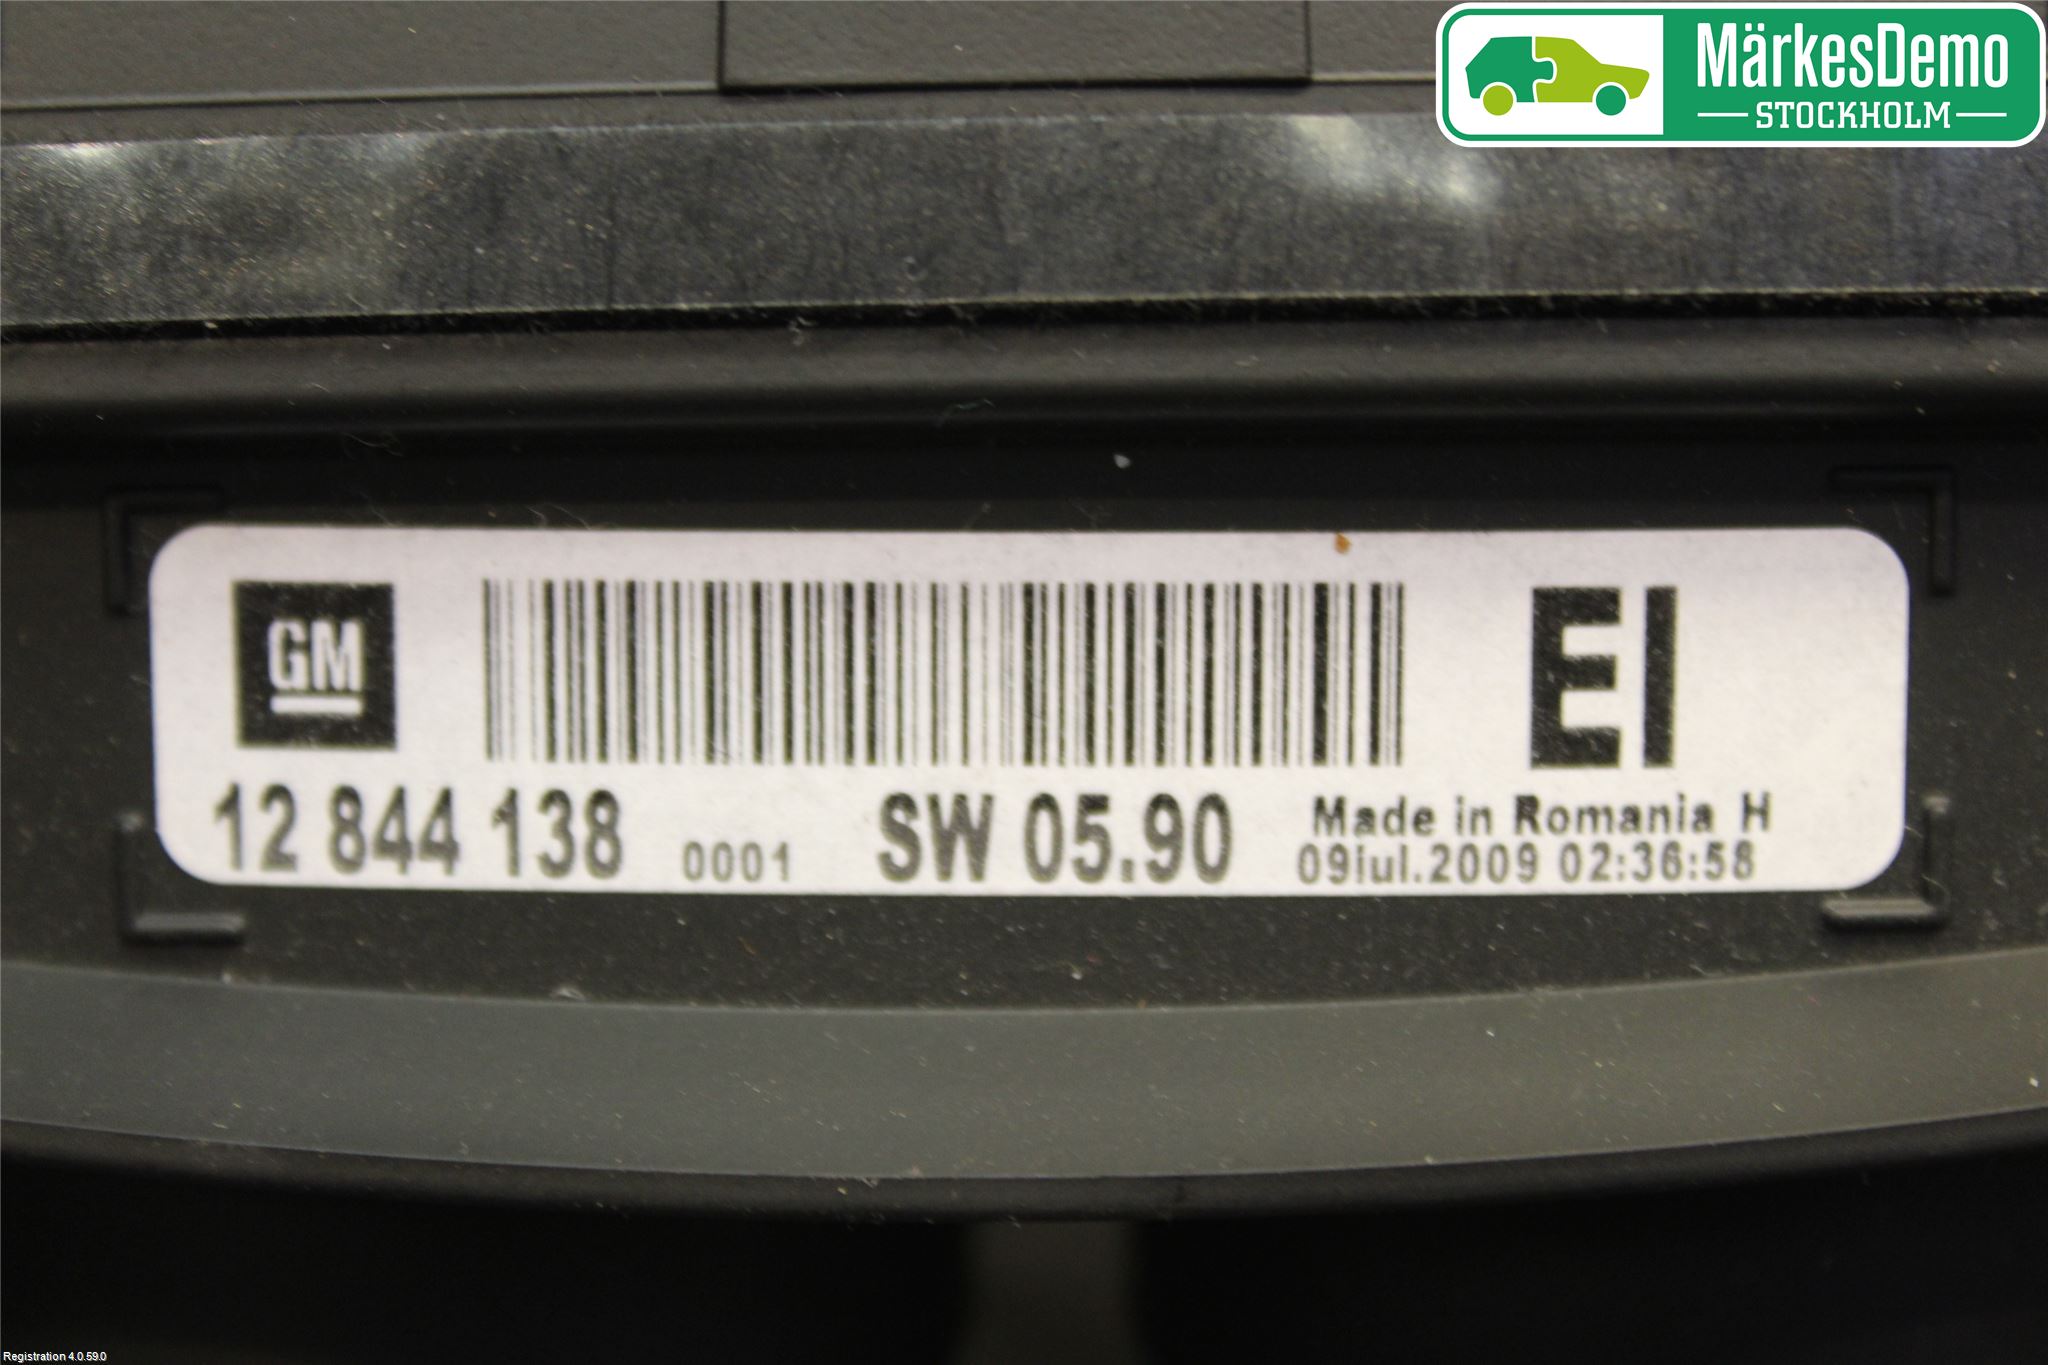 MärkesDemo
STOCKHOLM
GM
EI
12 844 138 0001 SW 05.90
Made in Romania H
09iul.2009 02:36:58
Registration 4.0.59.0